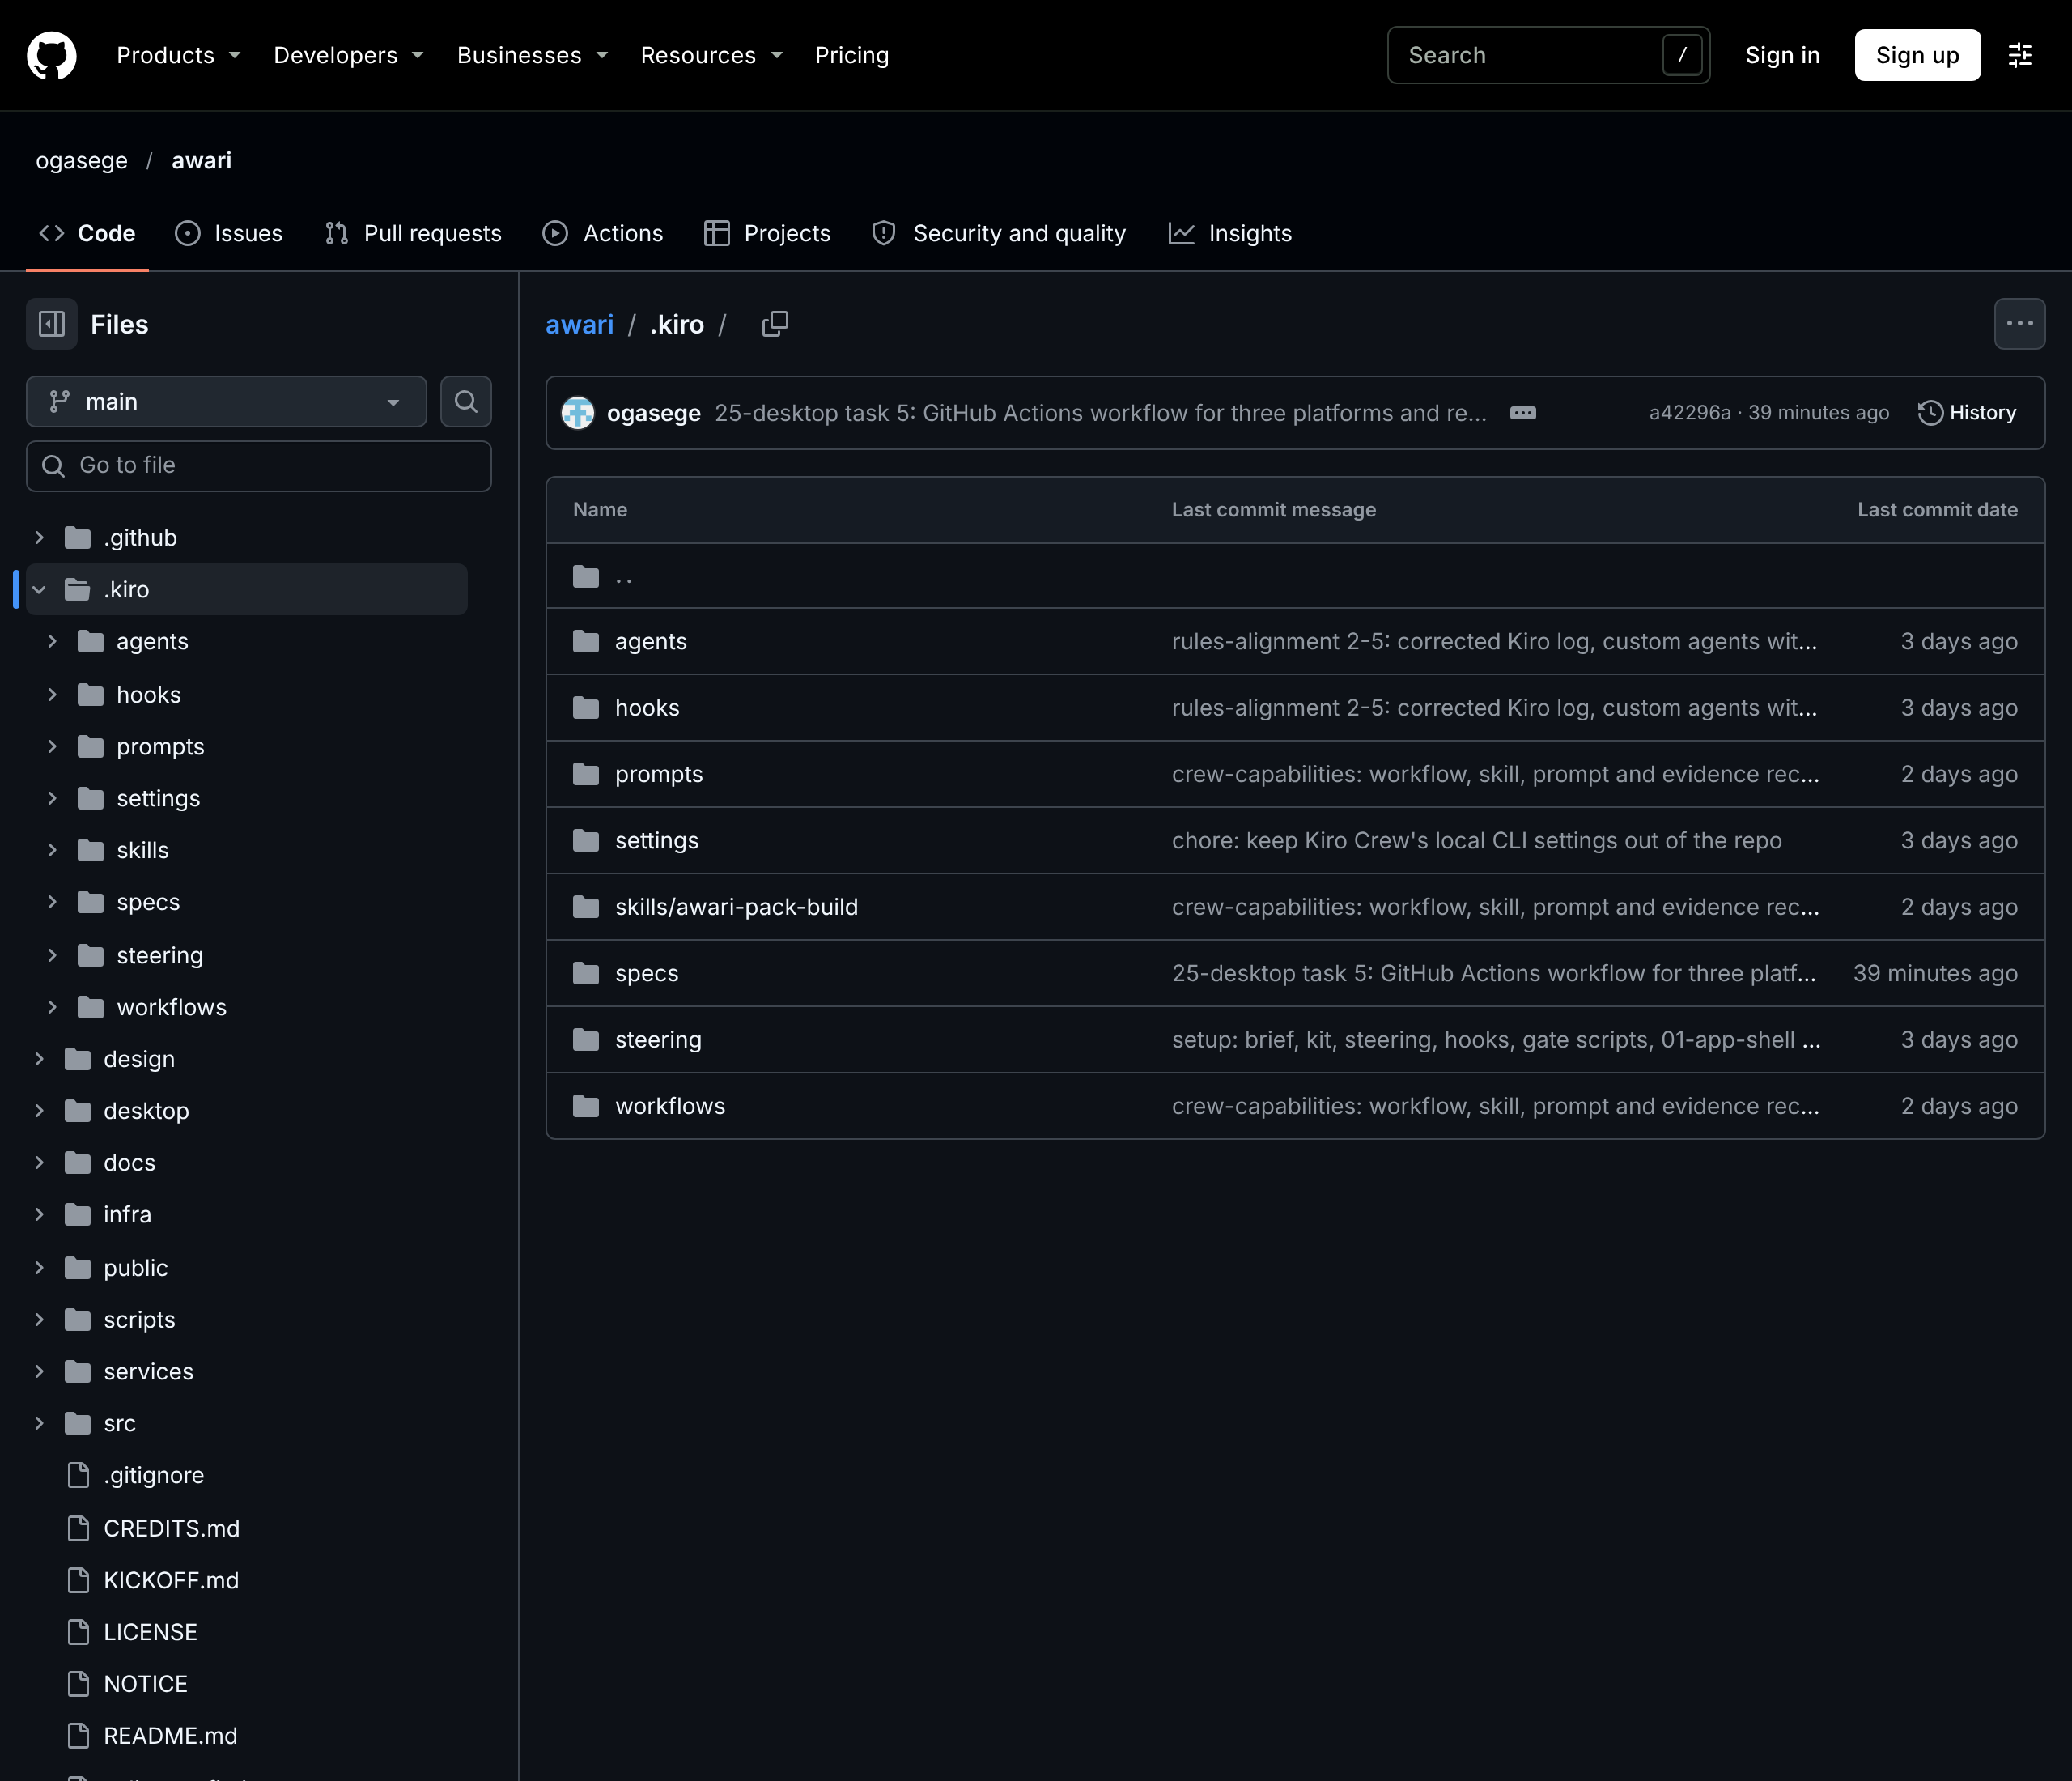 Products Developers Businesses Resources Pricing Search / Sign in Sign up
ogasege / awari
Code Issues Pull requests Actions Projects Security and quality Insights
Files
main
Go to file
.github
.kiro
agents
hooks
prompts
settings
skills
specs
steering
workflows
design
desktop
docs
infra
public
scripts
services
src
.gitignore
CREDITS.md
KICKOFF.md
LICENSE
NOTICE
README.md
awari / .kiro /
ogasege 25-desktop task 5: GitHub Actions workflow for three platforms and re... a42296a · 39 minutes ago History
Name Last commit message Last commit date
..
agents rules-alignment 2-5: corrected Kiro log, custom agents wit... 3 days ago
hooks rules-alignment 2-5: corrected Kiro log, custom agents wit... 3 days ago
prompts crew-capabilities: workflow, skill, prompt and evidence rec... 2 days ago
settings chore: keep Kiro Crew's local CLI settings out of the repo 3 days ago
skills/awari-pack-build crew-capabilities: workflow, skill, prompt and evidence rec... 2 days ago
specs 25-desktop task 5: GitHub Actions workflow for three platf... 39 minutes ago
steering setup: brief, kit, steering, hooks, gate scripts, 01-app-shell ... 3 days ago
workflows crew-capabilities: workflow, skill, prompt and evidence rec... 2 days ago